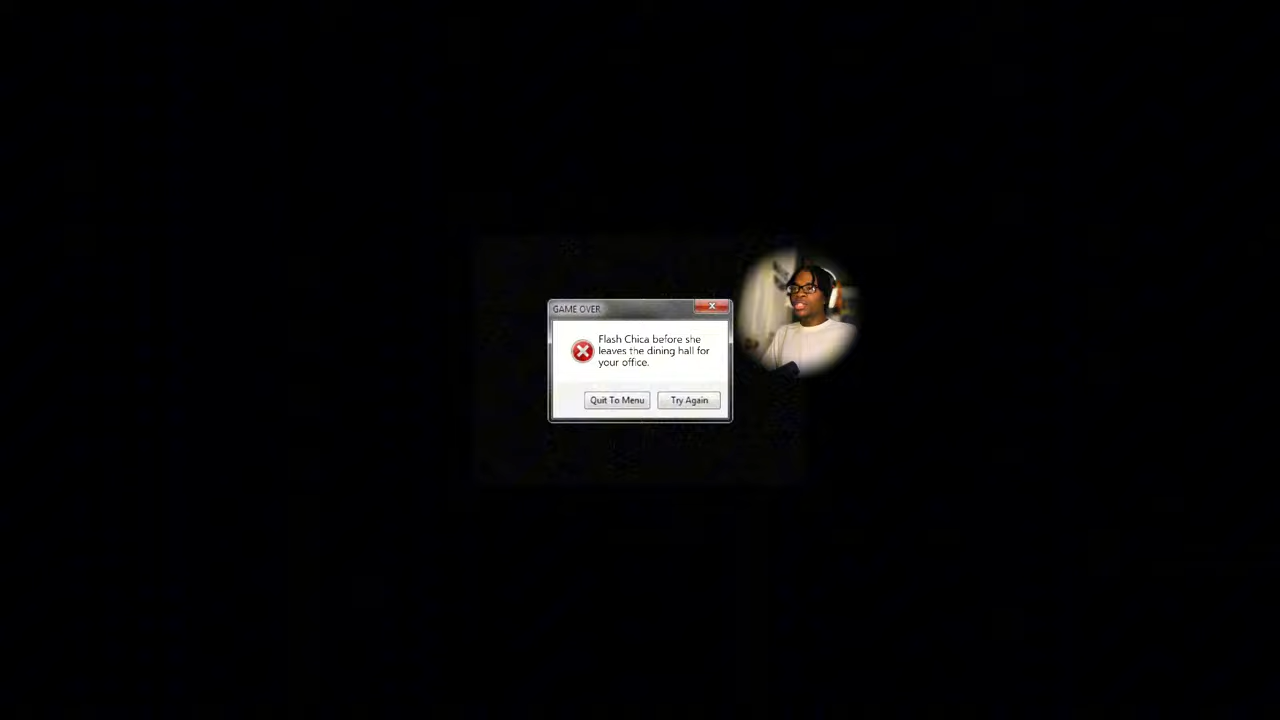 GAME OVER
Flash Chica before she
leaves the dining hall for
your office.
Quit To Menu
Try Again